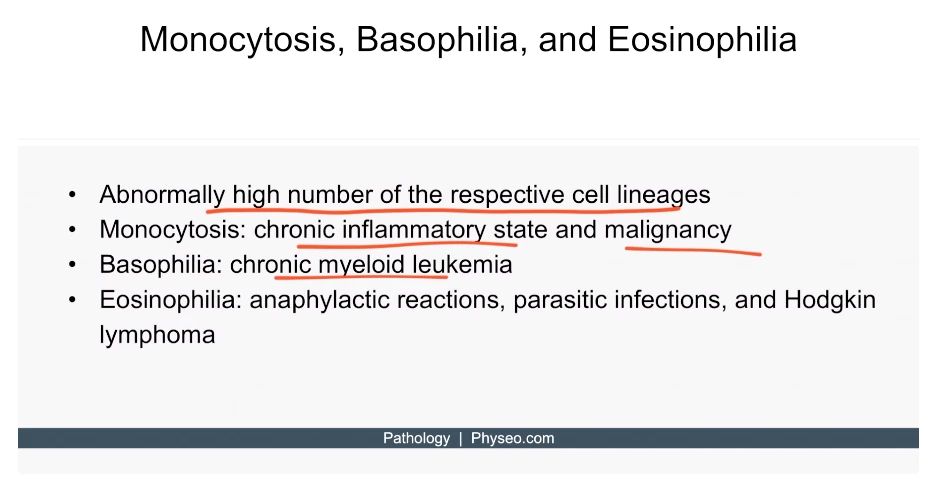 Monocytosis, Basophilia, and Eosinophilia
• Abnormally high number of the respective cell lineages
• Monocytosis: chronic inflammatory state and malignancy
• Basophilia: chronic myeloid leukemia
• Eosinophilia: anaphylactic reactions, parasitic infections, and Hodgkin
lymphoma
Pathology | Physeo.com